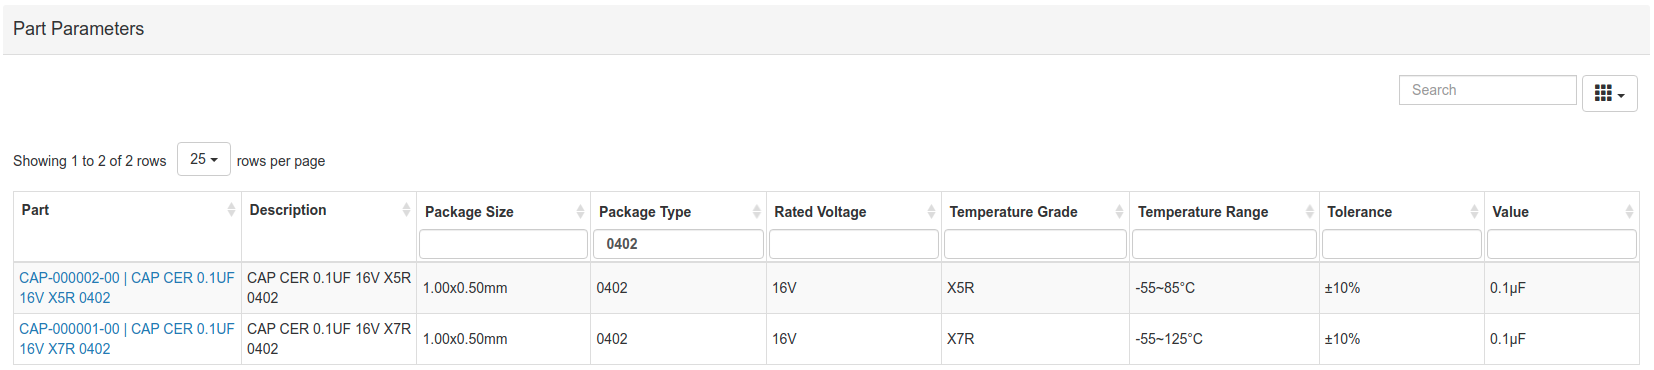 Part Parameters
Search
Showing 1 to 2 of 2 rows 25 rows per page
Part Description Package Size Package Type Rated Voltage Temperature Grade Temperature Range Tolerance Value
0402
CAP-000002-00 | CAP CER 0.1UF CAP CER 0.1UF 16V X5R
16V X5R 0402 0402 1.00x0.50mm 0402 16V X5R -55~85°C ±10% 0.1µF
CAP-000001-00 | CAP CER 0.1UF CAP CER 0.1UF 16V X7R
16V X7R 0402 0402 1.00x0.50mm 0402 16V X7R -55~125°C ±10% 0.1µF